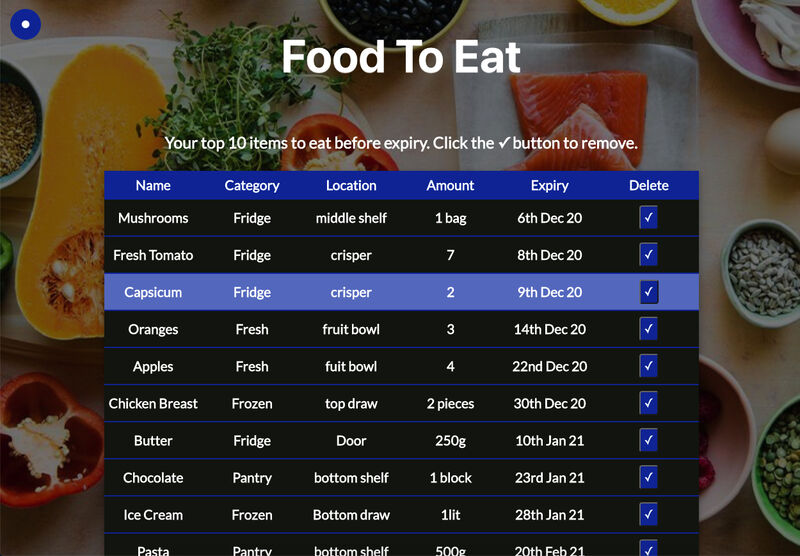 Food To Eat
Your top 10 items to eat before expiry. Click the ✓ button to remove.
Name Category Location Amount Expiry Delete
Mushrooms Fridge middle shelf 1 bag 6th Dec 20 ✓
Fresh Tomato Fridge crisper 7 8th Dec 20 ✓
Capsicum Fridge crisper 2 9th Dec 20 ✓
Oranges Fresh fruit bowl 3 14th Dec 20 ✓
Apples Fresh fuit bowl 4 22nd Dec 20 ✓
Chicken Breast Frozen top draw 2 pieces 30th Dec 20 ✓
Butter Fridge Door 250g 10th Jan 21 ✓
Chocolate Pantry bottom shelf 1 block 23rd Jan 21 ✓
Ice Cream Frozen Bottom draw 1lit 28th Jan 21 ✓
Pasta Pantry bottom shelf 500g 20th Feb 21 ✓